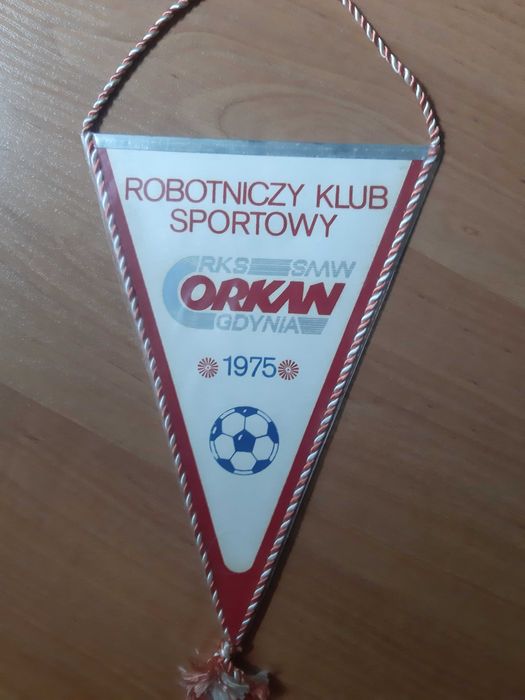 ROBOTNICZY KLUB
SPORTOWY
RKS SMW
ORKAN
GDYNIA
1975